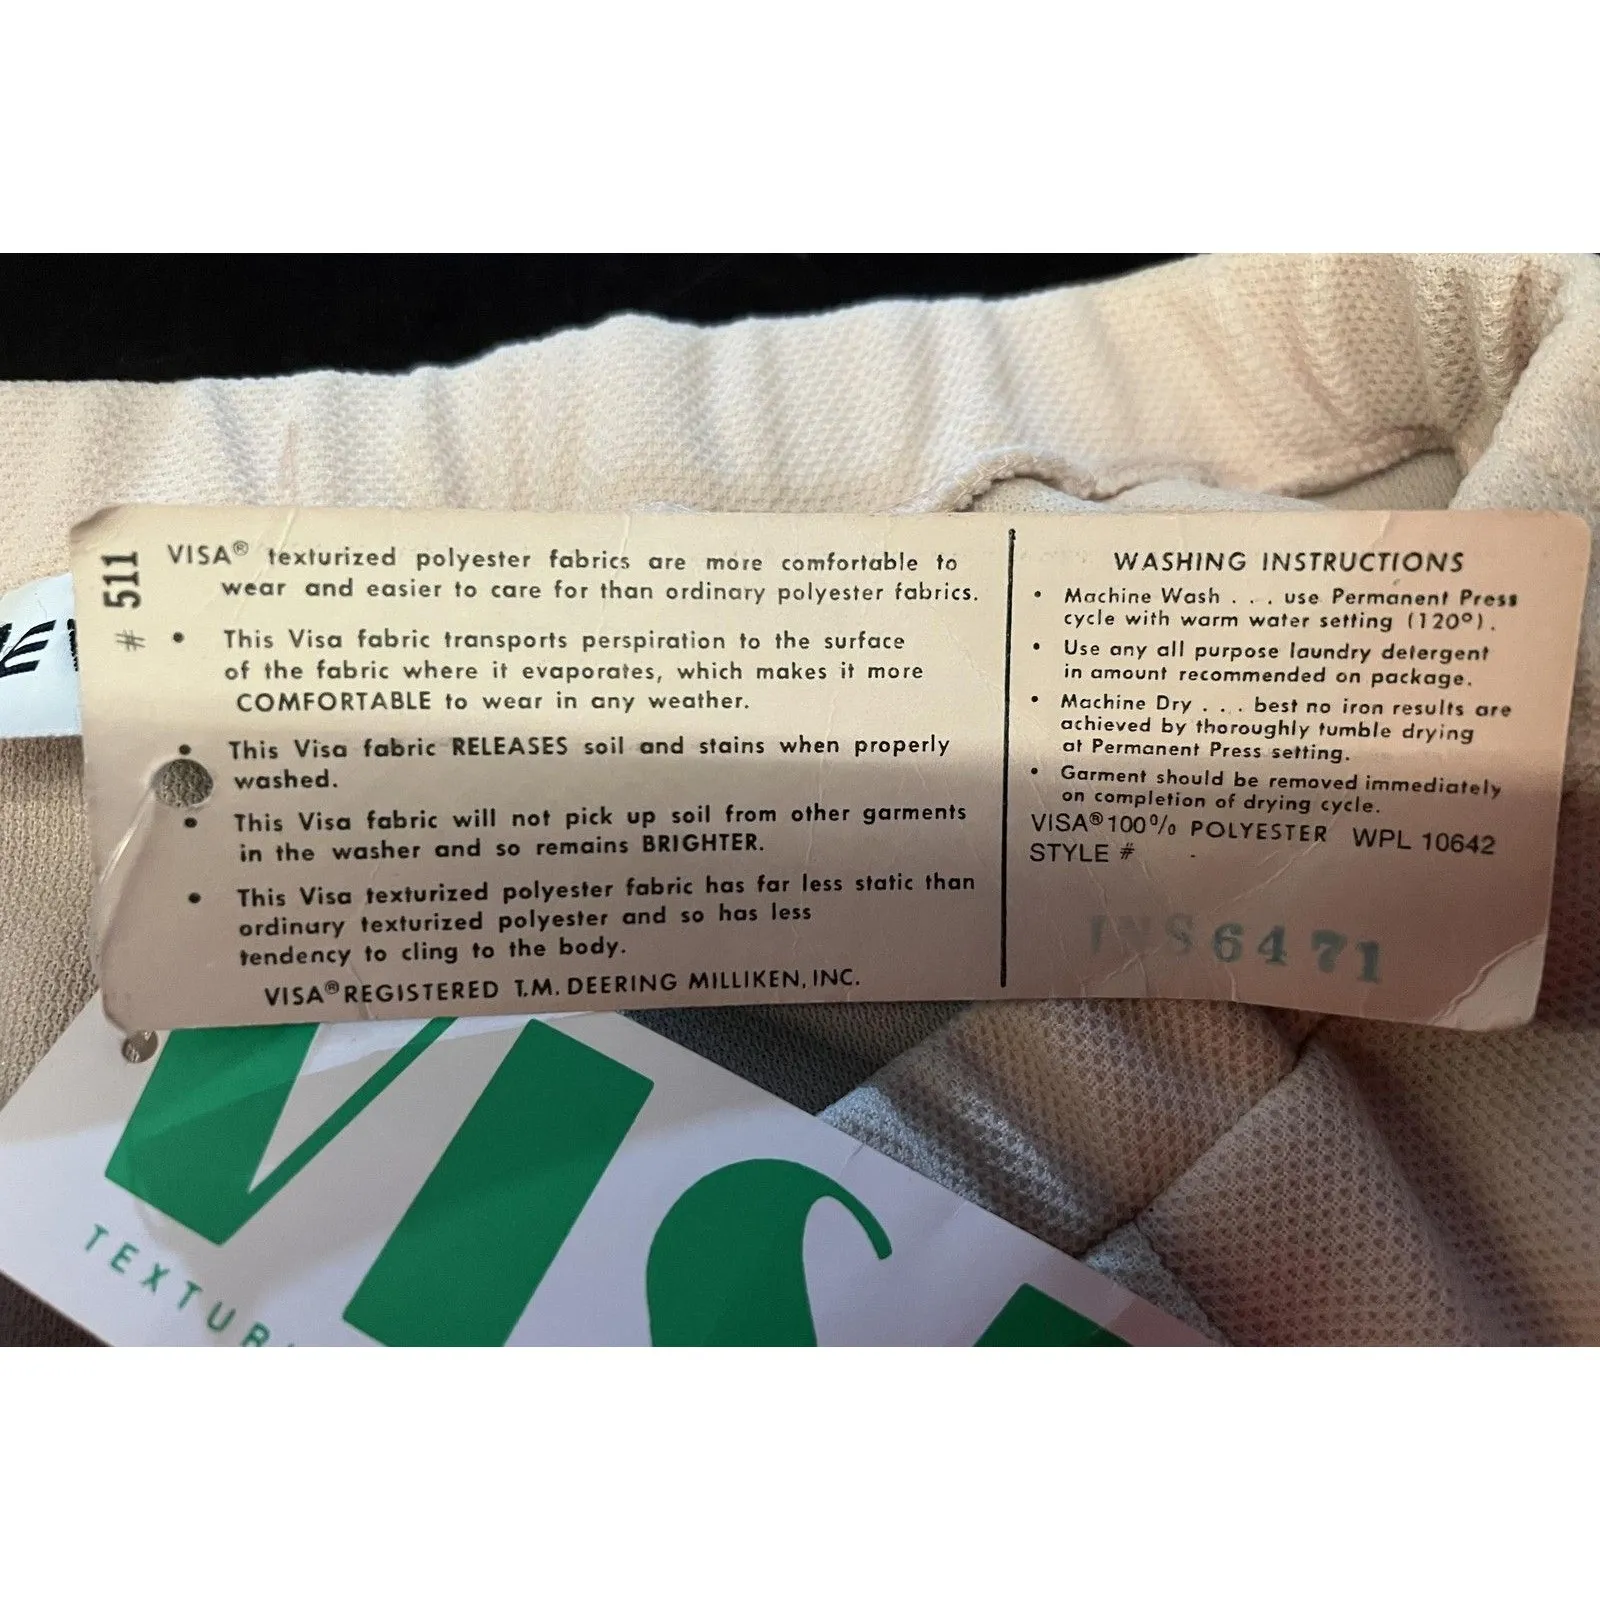 # 511
VISA® texturized polyester fabrics are more comfortable to
wear and easier to care for than ordinary polyester fabrics.
• This Visa fabric transports perspiration to the surface
of the fabric where it evaporates, which makes it more
COMFORTABLE to wear in any weather.
• This Visa fabric RELEASES soil and stains when properly
washed.
• This Visa fabric will not pick up soil from other garments
in the washer and so remains BRIGHTER.
• This Visa texturized polyester fabric has far less static than
ordinary texturized polyester and so has less
tendency to cling to the body.
VISA® REGISTERED T.M. DEERING MILLIKEN, INC.
WASHING INSTRUCTIONS
• Machine Wash . . . use Permanent Press
cycle with warm water setting (120°).
• Use any all purpose laundry detergent
in amount recommended on package.
• Machine Dry . . . best no iron results are
achieved by thoroughly tumble drying
at Permanent Press setting.
• Garment should be removed immediately
on completion of drying cycle.
VISA® 100% POLYESTER WPL 10642
STYLE #
6471
VIS
TEXTUR